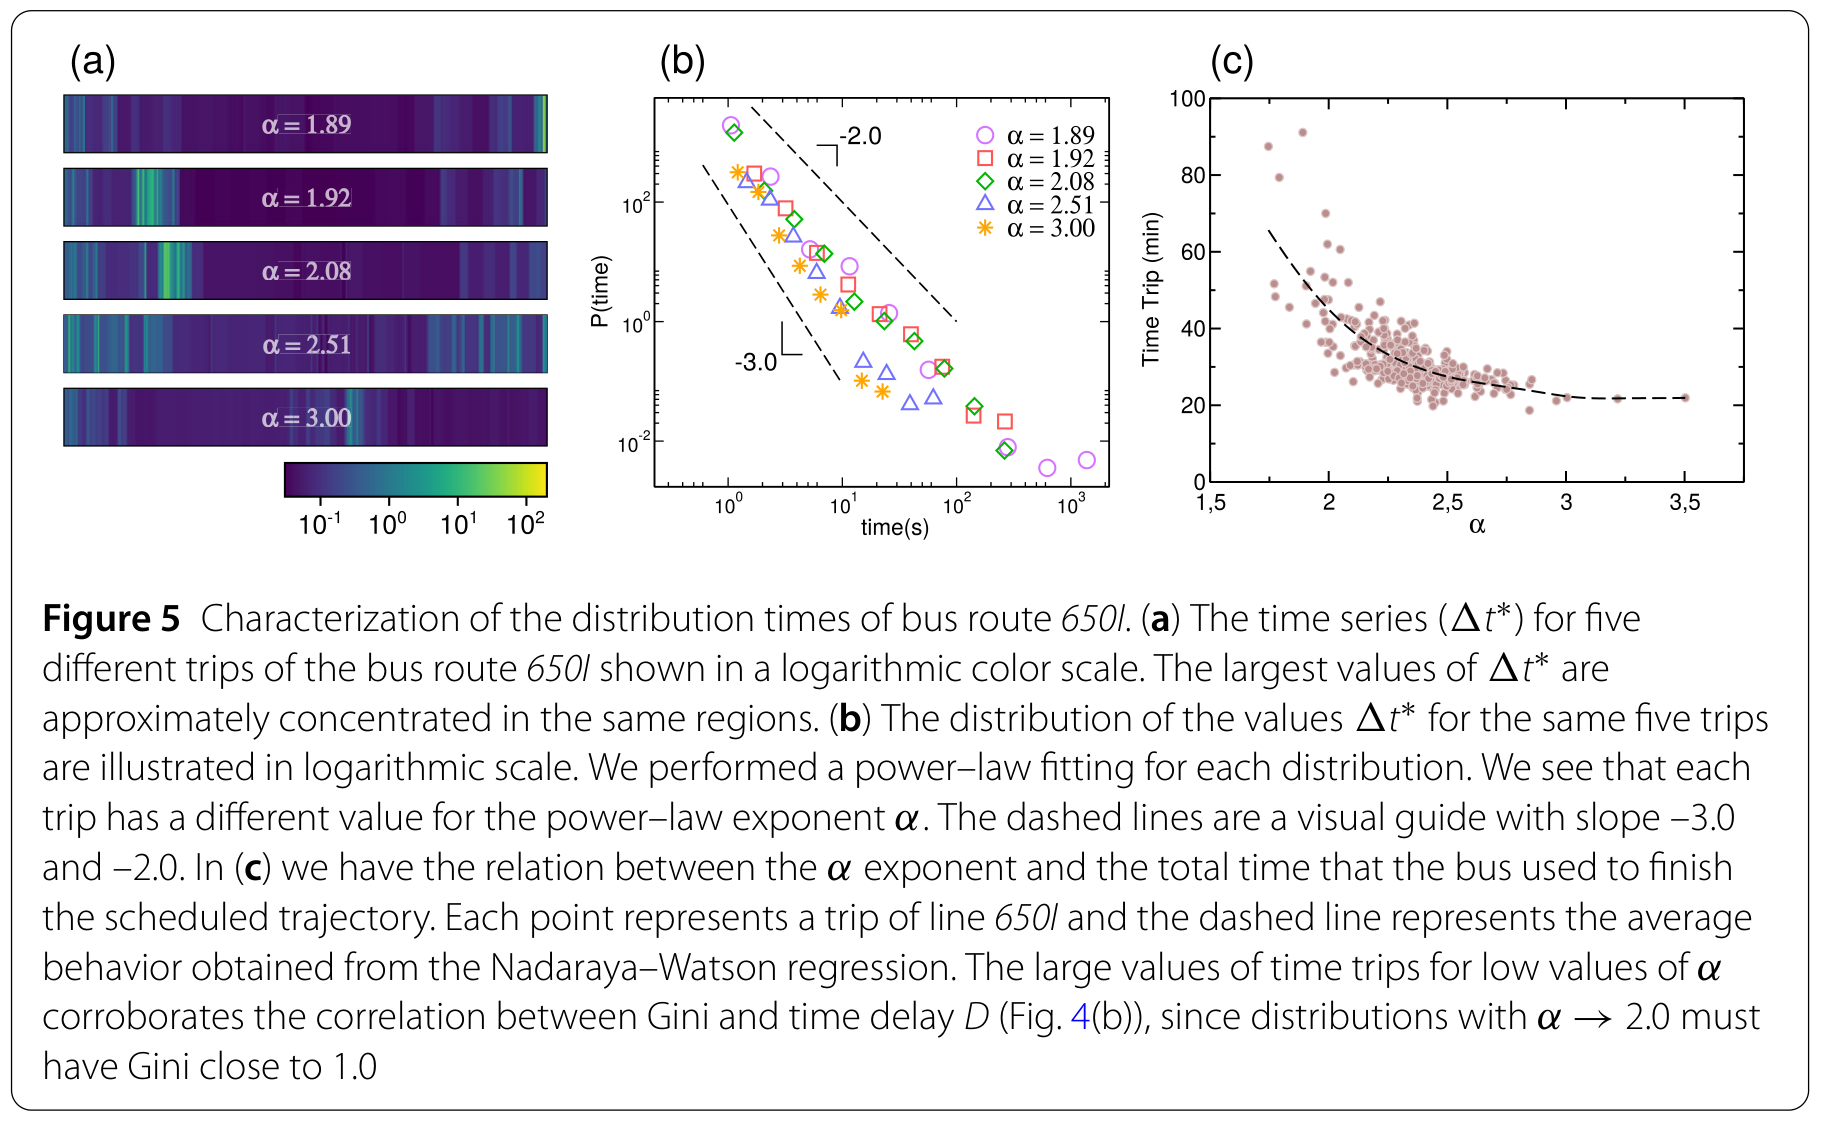 (a)
α = 1.89
α = 1.92
α = 2.08
α = 2.51
α = 3.00
10⁻¹ 10⁰ 10¹ 10²
(b)
-2.0
-3.0
α = 1.89
α = 1.92
α = 2.08
α = 2.51
α = 3.00
P(time)
10²
10⁰
10⁻²
10⁰ 10¹ 10² 10³
time(s)
(c)
Time Trip (min)
100
80
60
40
20
0
1,5 2 2,5 3 3,5
α
Figure 5 Characterization of the distribution times of bus route 650I. (a) The time series (Δt*) for five
different trips of the bus route 650I shown in a logarithmic color scale. The largest values of Δt* are
approximately concentrated in the same regions. (b) The distribution of the values Δt* for the same five trips
are illustrated in logarithmic scale. We performed a power–law fitting for each distribution. We see that each
trip has a different value for the power–law exponent α. The dashed lines are a visual guide with slope –3.0
and –2.0. In (c) we have the relation between the α exponent and the total time that the bus used to finish
the scheduled trajectory. Each point represents a trip of line 650I and the dashed line represents the average
behavior obtained from the Nadaraya–Watson regression. The large values of time trips for low values of α
corroborates the correlation between Gini and time delay D (Fig. 4(b)), since distributions with α → 2.0 must
have Gini close to 1.0